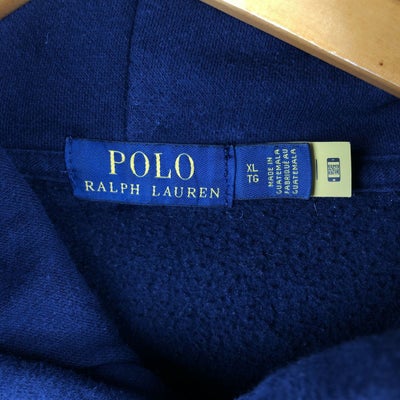 POLO
RALPH LAUREN
XL
TG
MADE IN
GUATEMALA
FABRIQUÉ AU
GUATEMALA